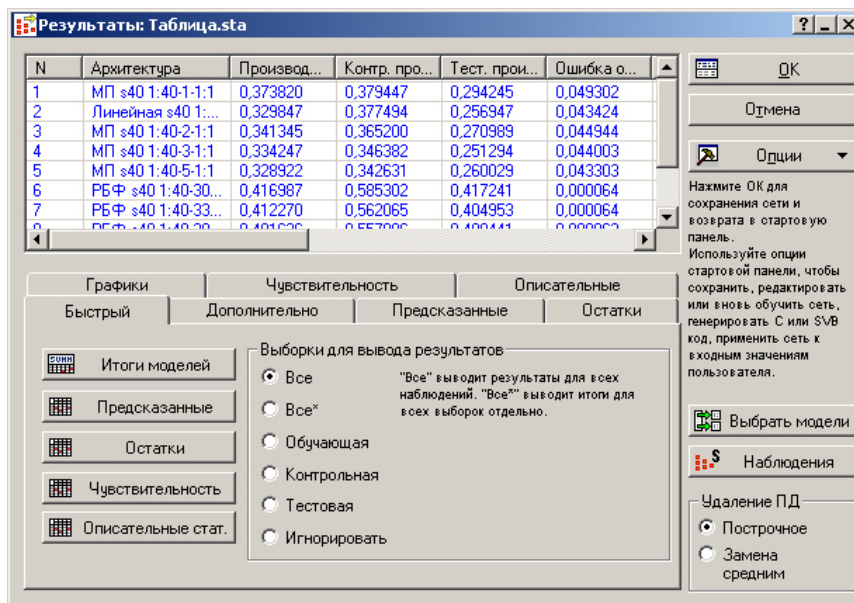 Результаты: Таблица.sta
N Архитектура Производ... Контр. про... Тест. прои... Ошибка о...
1 МП s40 1:40-1-1:1 0,373820 0,379447 0,294245 0,049302
2 Линейная s40 1:... 0,329847 0,377494 0,256947 0,043424
3 МП s40 1:40-2-1:1 0,341345 0,365200 0,270989 0,044944
4 МП s40 1:40-3-1:1 0,334247 0,346382 0,251294 0,044003
5 МП s40 1:40-5-1:1 0,328922 0,342631 0,260029 0,043303
6 РБФ s40 1:40-30... 0,416987 0,585302 0,417241 0,000064
7 РБФ s40 1:40-33... 0,412270 0,562065 0,404953 0,000064
Графики Чувствительность Описательные
Быстрый Дополнительно Предсказанные Остатки
Итоги моделей
Предсказанные
Остатки
Чувствительность
Описательные стат.
Выборки для вывода результатов
Все
Все*
Обучающая
Контрольная
Тестовая
Игнорировать
"Все" выводит результаты для всех
наблюдений. "Все*" выводит итоги для
всех выборок отдельно.
ОК
Отмена
Опции
Нажмите ОК для
сохранения сети и
возврата в стартовую
панель.
Используйте опции
стартовой панели, чтобы
сохранить, редактировать
или вновь обучить сеть,
генерировать С или SVB
код, применить сеть к
входным значениям
пользователя.
Выбрать модели
S Наблюдения
Удаление ПД
Построчное
Замена
средним